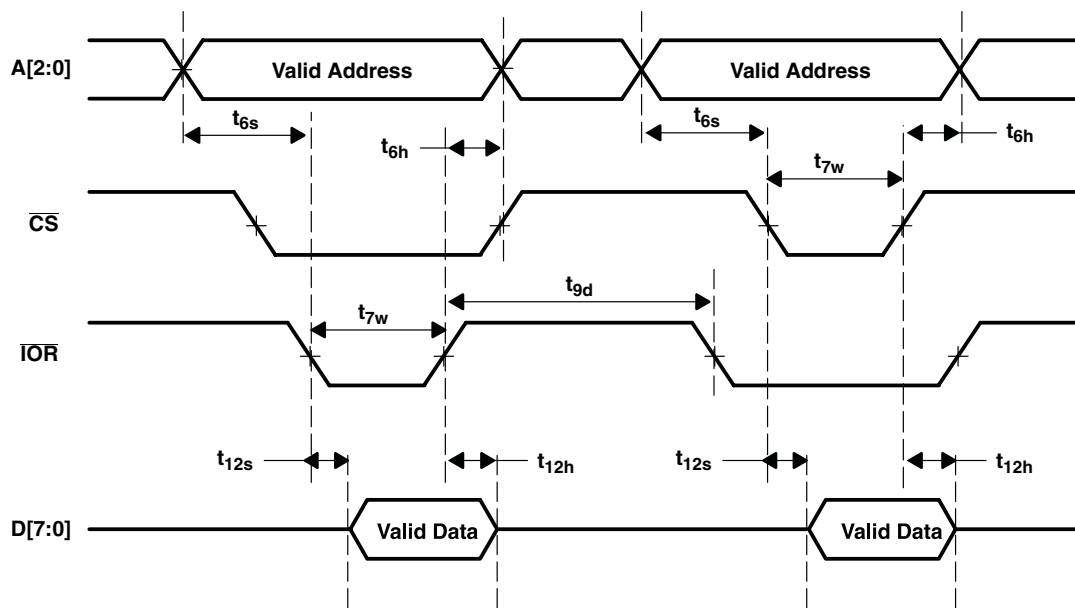 A[2:0] Valid Address Valid Address
t6s t6h t6s t6h
t7w
CS
t9d
t7w
IOR
t12s t12h t12s t12h
D[7:0] Valid Data Valid Data